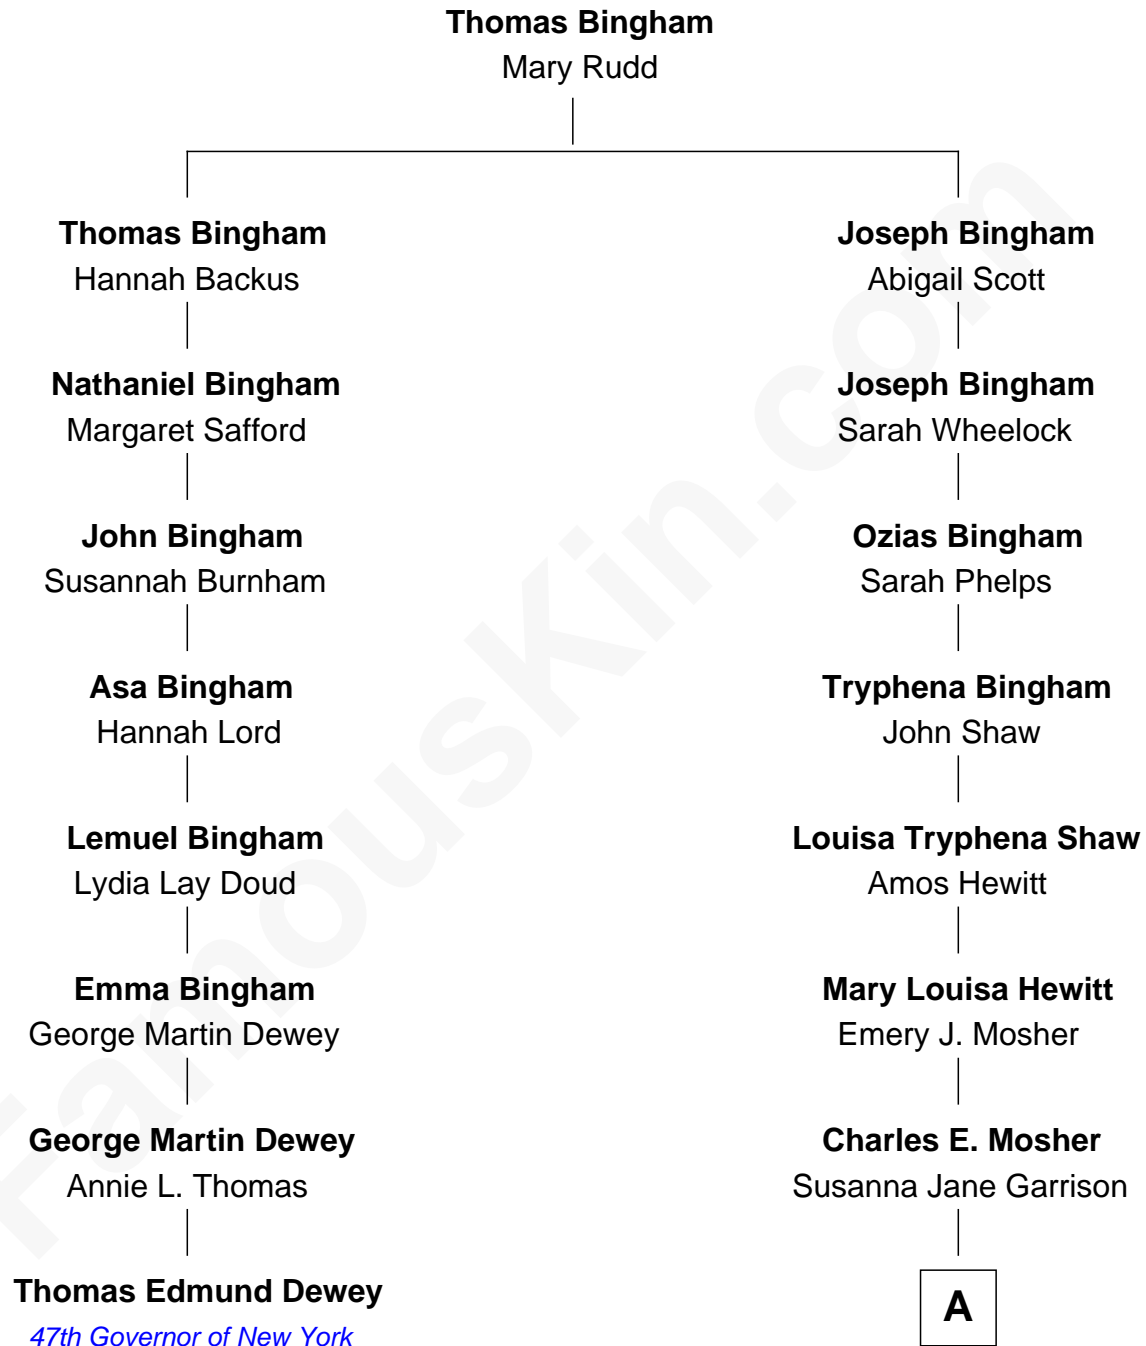 Thomas Bingham
Mary Rudd
Thomas Bingham
Hannah Backus
Nathaniel Bingham
Margaret Safford
John Bingham
Susannah Burnham
Asa Bingham
Hannah Lord
Lemuel Bingham
Lydia Lay Doud
Emma Bingham
George Martin Dewey
George Martin Dewey
Annie L. Thomas
Thomas Edmund Dewey
47th Governor of New York
Joseph Bingham
Abigail Scott
Joseph Bingham
Sarah Wheelock
Ozias Bingham
Sarah Phelps
Tryphena Bingham
John Shaw
Louisa Tryphena Shaw
Amos Hewitt
Mary Louisa Hewitt
Emery J. Mosher
Charles E. Mosher
Susanna Jane Garrison
A
FamousKin.com